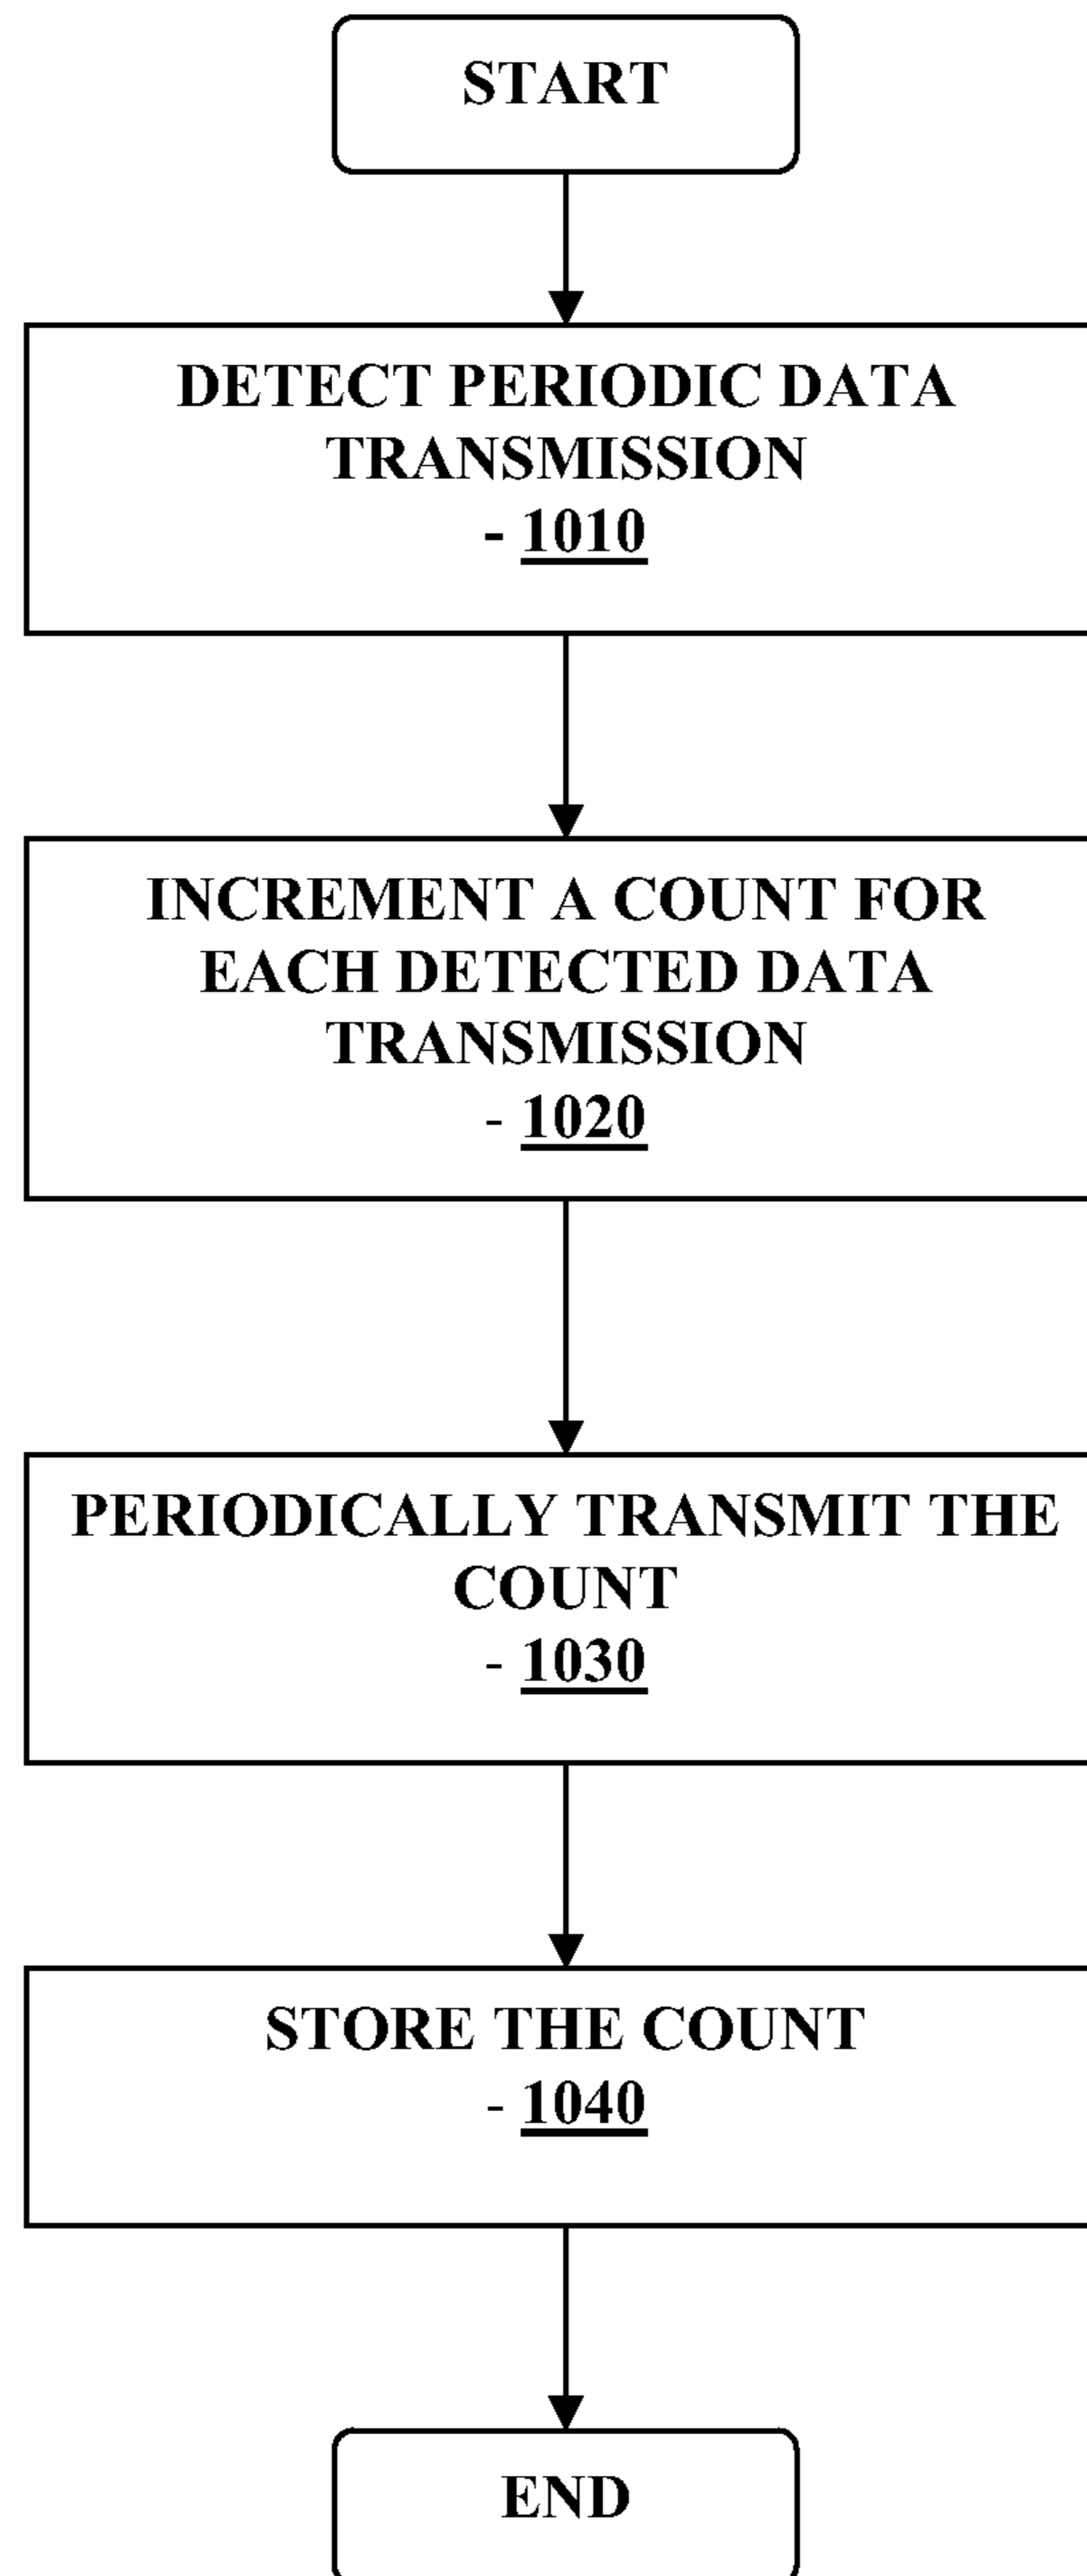 START
DETECT PERIODIC DATA
TRANSMISSION
- 1010
INCREMENT A COUNT FOR
EACH DETECTED DATA
TRANSMISSION
- 1020
PERIODICALLY TRANSMIT THE
COUNT
- 1030
STORE THE COUNT
- 1040
END